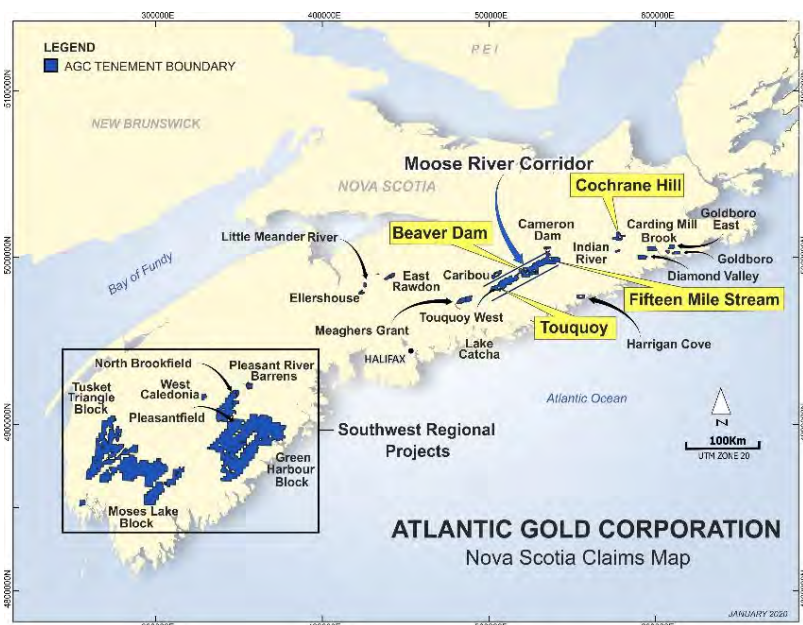 300000E
400000E
500000E
600000E
LEGEND
AGC TENEMENT BOUNDARY
PEI
NEW BRUNSWICK
NOVA SCOTIA
Bay of Fundy
Moose River Corridor
Cochrane Hill
Beaver Dam
Cameron
Dam
Carding Mill
Brook
Goldboro
East
Little Meander River
Indian
River
Goldboro
East
Rawdon
Caribou
Diamond Valley
Ellershouse
Fifteen Mile Stream
Meaghers Grant
Touquoy West
Touquoy
Harrigan Cove
HALIFAX
Lake
Catcha
North Brookfield
Pleasant River
Barrens
West
Caledonia
Tusket
Triangle
Block
Pleasantfield
Atlantic Ocean
N
100Km
UTM ZONE 20
Southwest Regional
Projects
Green
Harbour
Block
Moses Lake
Block
ATLANTIC GOLD CORPORATION
Nova Scotia Claims Map
JANUARY 2020
5000000N
4800000N